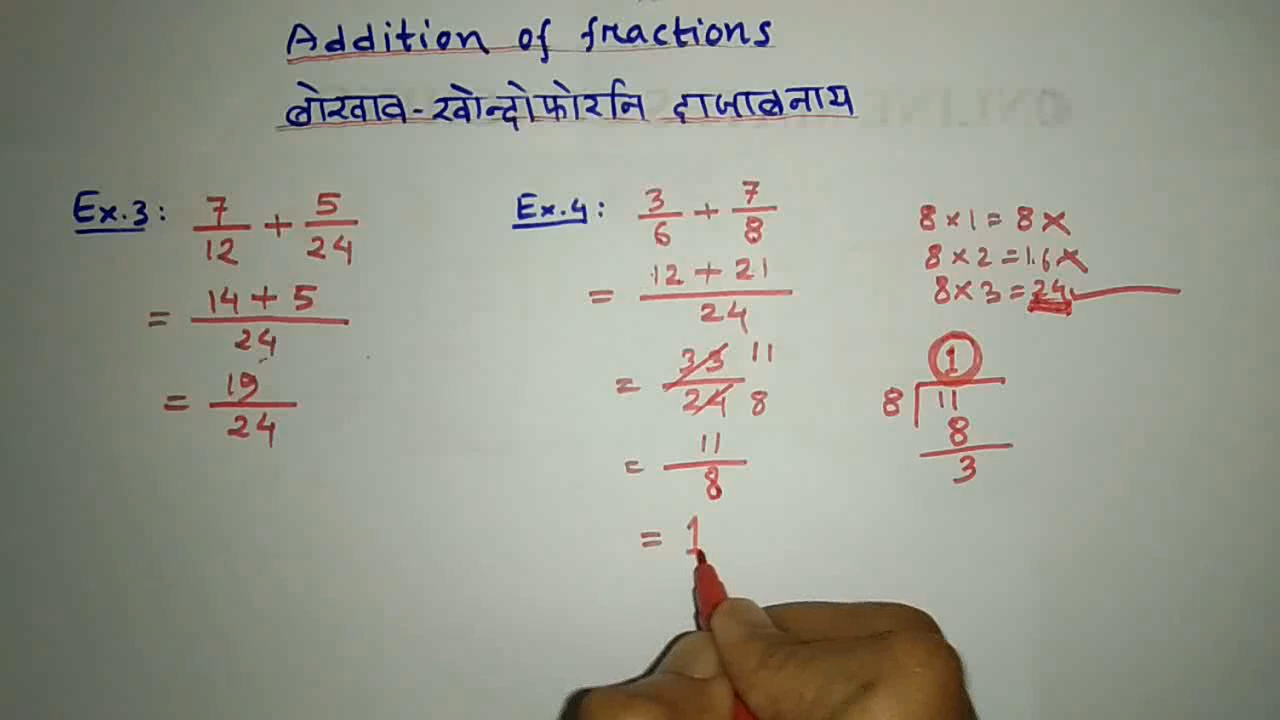 Addition of fractions
बोखाव-खोन्दोफोरनि दाजाबनाय
Ex.3: 7/12 + 5/24
= 14 + 5/24
= 19/24
Ex.4: 3/6 + 7/8
= 12 + 21/24
= 33/24 11/8
= 11/8
= 1
8 × 1 = 8 ×
8 × 2 = 16 ×
8 × 3 = 24
1
8 11
8
3